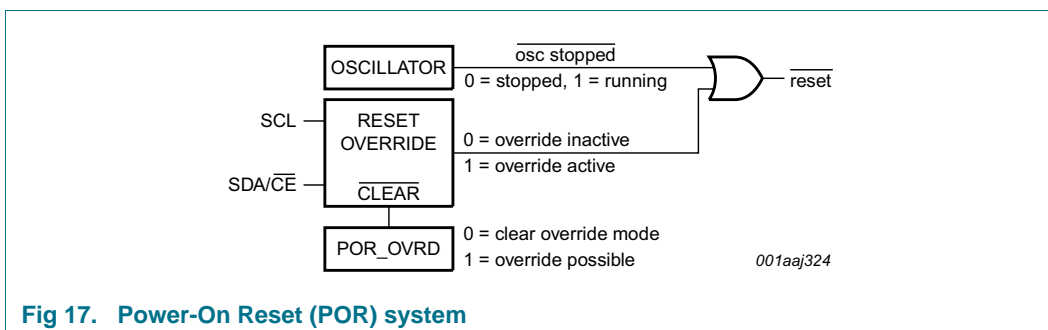 OSCILLATOR
osc stopped
0 = stopped, 1 = running
reset
SCL
SDA/CE
RESET
OVERRIDE
CLEAR
0 = override inactive
1 = override active
POR_OVRD
0 = clear override mode
1 = override possible
001aaj324
Fig 17. Power-On Reset (POR) system